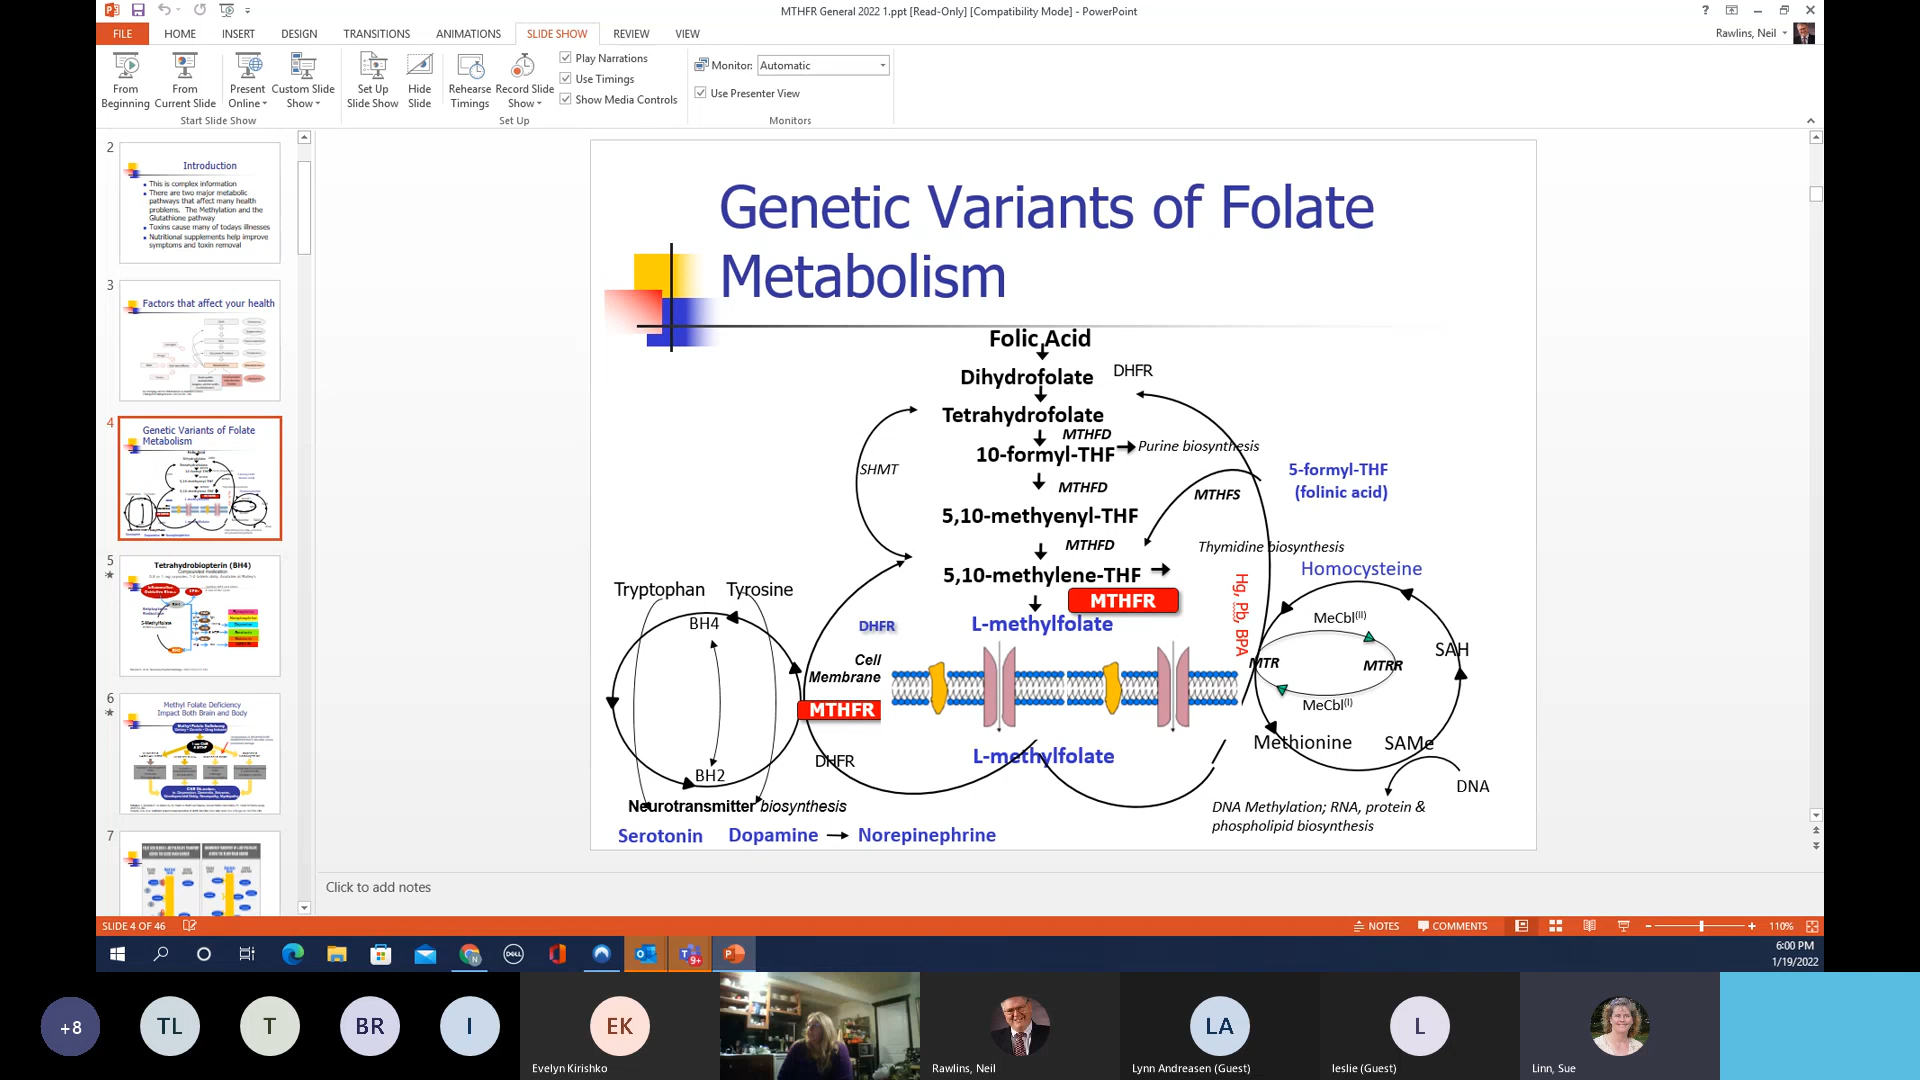 MTHFR General 2022 1.ppt [Read-Only] [Compatibility Mode] - PowerPoint
FILE HOME INSERT DESIGN TRANSITIONS ANIMATIONS SLIDE SHOW REVIEW VIEW
Rawlins, Neil
From Beginning
From Current Slide
Present Online
Custom Slide Show
Set Up Slide Show
Hide Slide
Rehearse Timings
Record Slide Show
Play Narrations
Use Timings
Show Media Controls
Monitor: Automatic
Use Presenter View
Start Slide Show
Set Up
Monitors
2
Introduction
This is complex information
There are two major metabolic
pathways that affect many health
problems. The Methylation and the
Glutathione pathway
Toxins cause many of todays illnesses
Nutritional supplements help improve
symptoms and toxin removal
3
Factors that affect your health
4
Genetic Variants of Folate
Metabolism
5
Tetrahydrobiopterin (BH4)
6
Methyl Folate Deficiency
Impact Both Brain and Body
7
Genetic Variants of Folate
Metabolism
Folic Acid
Dihydrofolate
DHFR
Tetrahydrofolate
MTHFD
10-formyl-THF
Purine biosynthesis
SHMT
MTHFD
5-formyl-THF
(folinic acid)
MTHFS
5,10-methyenyl-THF
MTHFD
Thymidine biosynthesis
5,10-methylene-THF
Homocysteine
MTHFR
Tryptophan Tyrosine
Hg, Pb, BPA
BH4
DHFR
L-methylfolate
MeCbl(II)
SAH
Cell
Membrane
MTR
MTRR
MTHFR
MeCbl(I)
Methionine
SAMe
L-methylfolate
DHFR
BH2
DNA
Neurotransmitter biosynthesis
DNA Methylation; RNA, protein &
phospholipid biosynthesis
Serotonin Dopamine Norepinephrine
Click to add notes
SLIDE 4 OF 46
NOTES COMMENTS
110%
DELL
9+
6:00 PM
1/19/2022
+8
TL
T
BR
I
EK
LA
L
Evelyn Kirishko
Rawlins, Neil
Lynn Andreasen (Guest)
leslie (Guest)
Linn, Sue